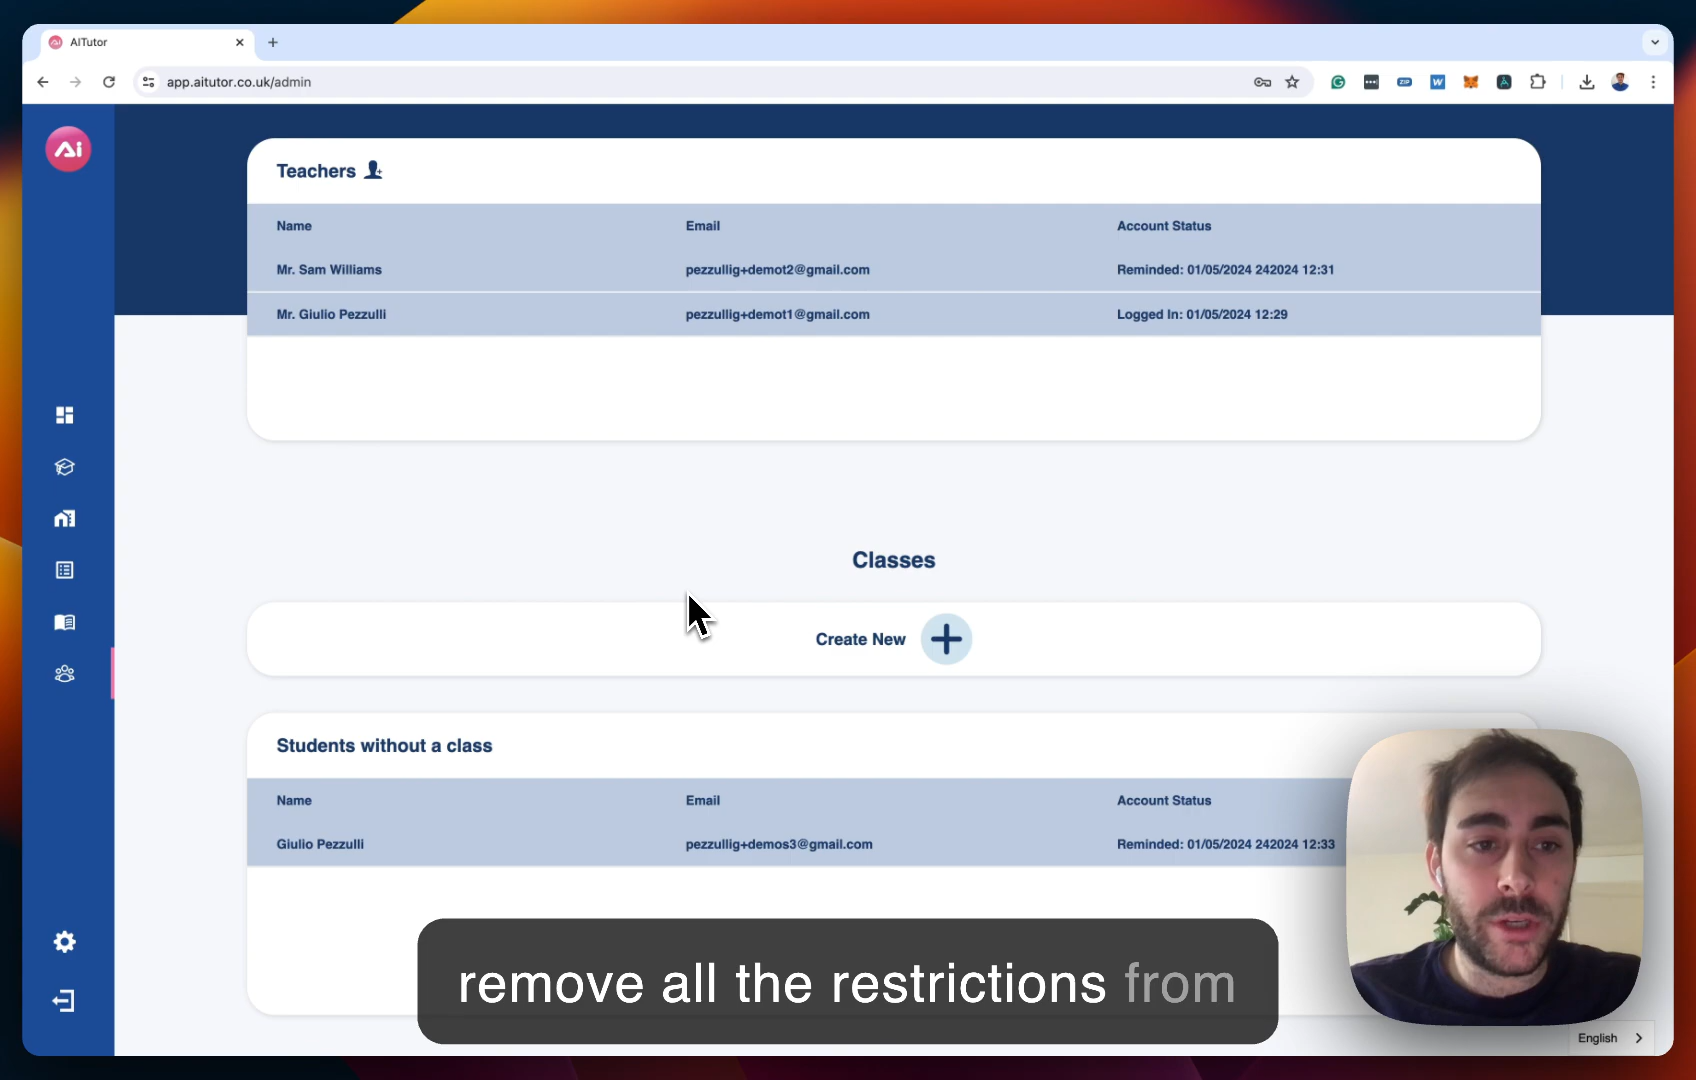 AITutor
app.aitutor.co.uk/admin
ZIP
W
Ai
Teachers
Name Email Account Status
Mr. Sam Williams pezzullig+demot2@gmail.com Reminded: 01/05/2024 242024 12:31
Mr. Giulio Pezzulli pezzullig+demot1@gmail.com Logged In: 01/05/2024 12:29
Classes
Create New
Students without a class
Name Email Account Status
Giulio Pezzulli pezzullig+demos3@gmail.com Reminded: 01/05/2024 242024 12:33
remove all the restrictions from
English